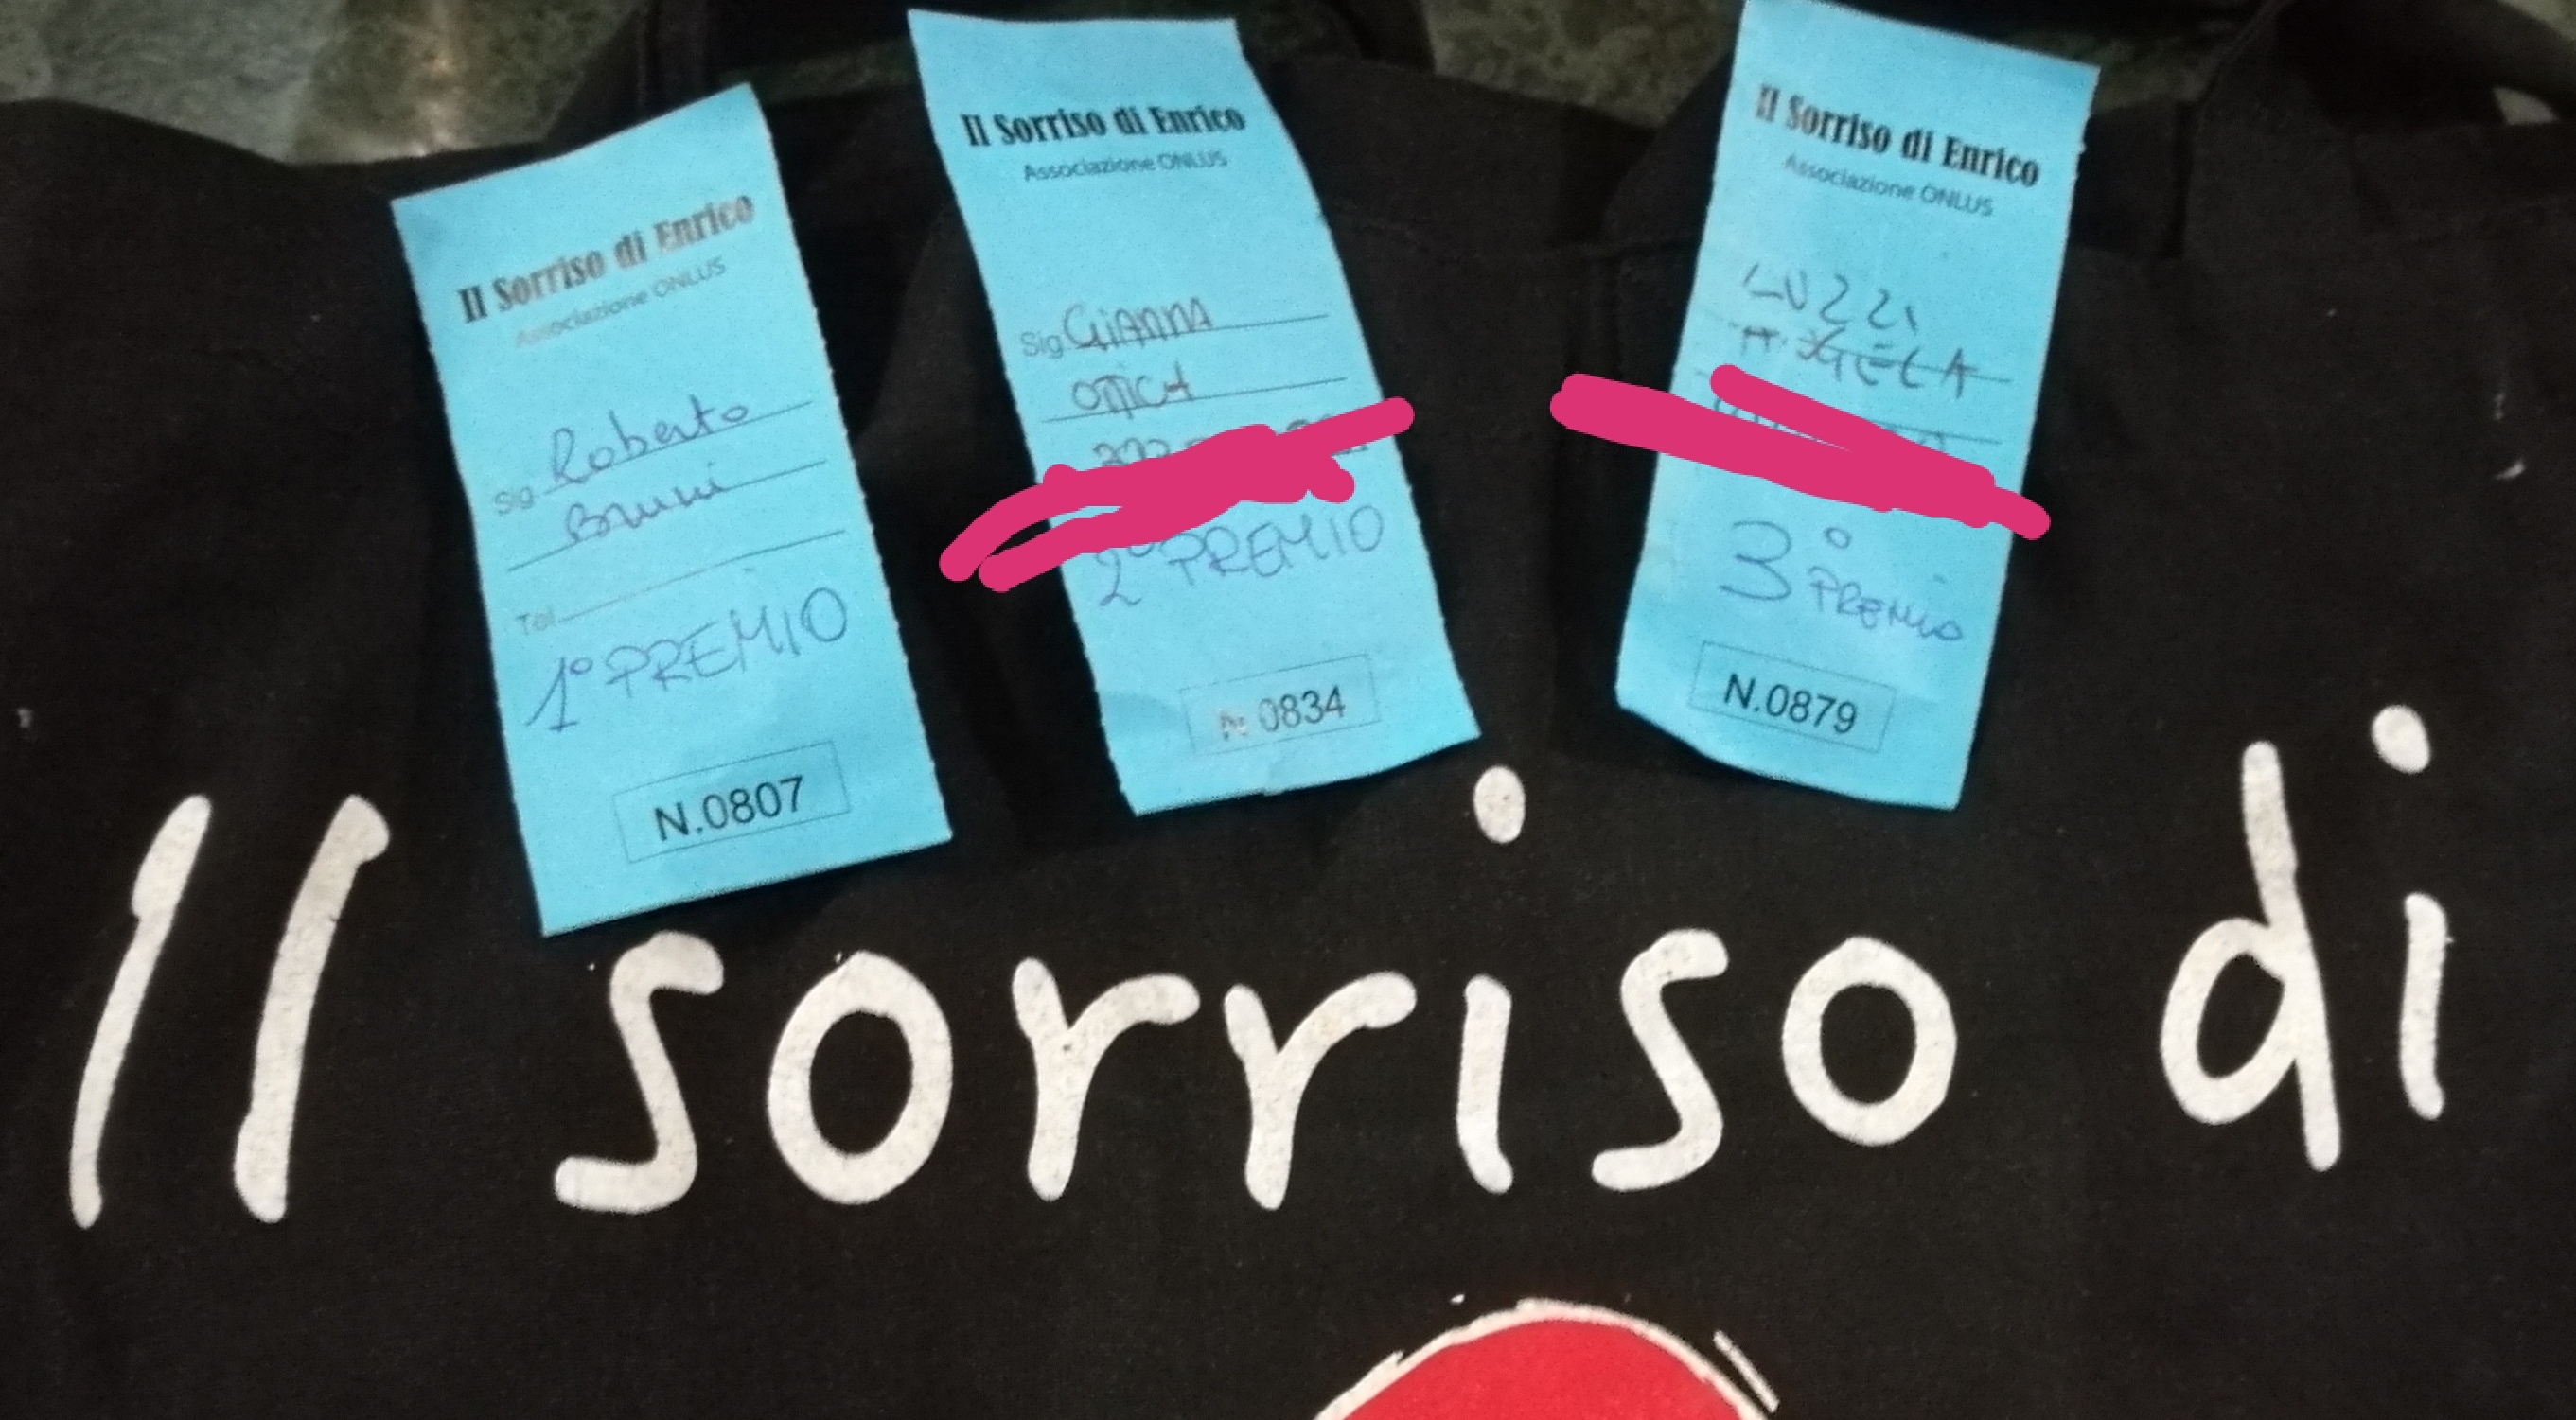 Il Sorriso di Enrico
Associazione ONLUS
Sig. Roberto
Bruni
Tel.
1° PREMIO
N.0807
Il Sorriso di Enrico
Associazione ONLUS
Sig. GiANNA
OTTICA
2° PREMIO
N.0834
Il Sorriso di Enrico
Associazione ONLUS
LUZZI
3° PREMIO
N.0879
Il sorriso di